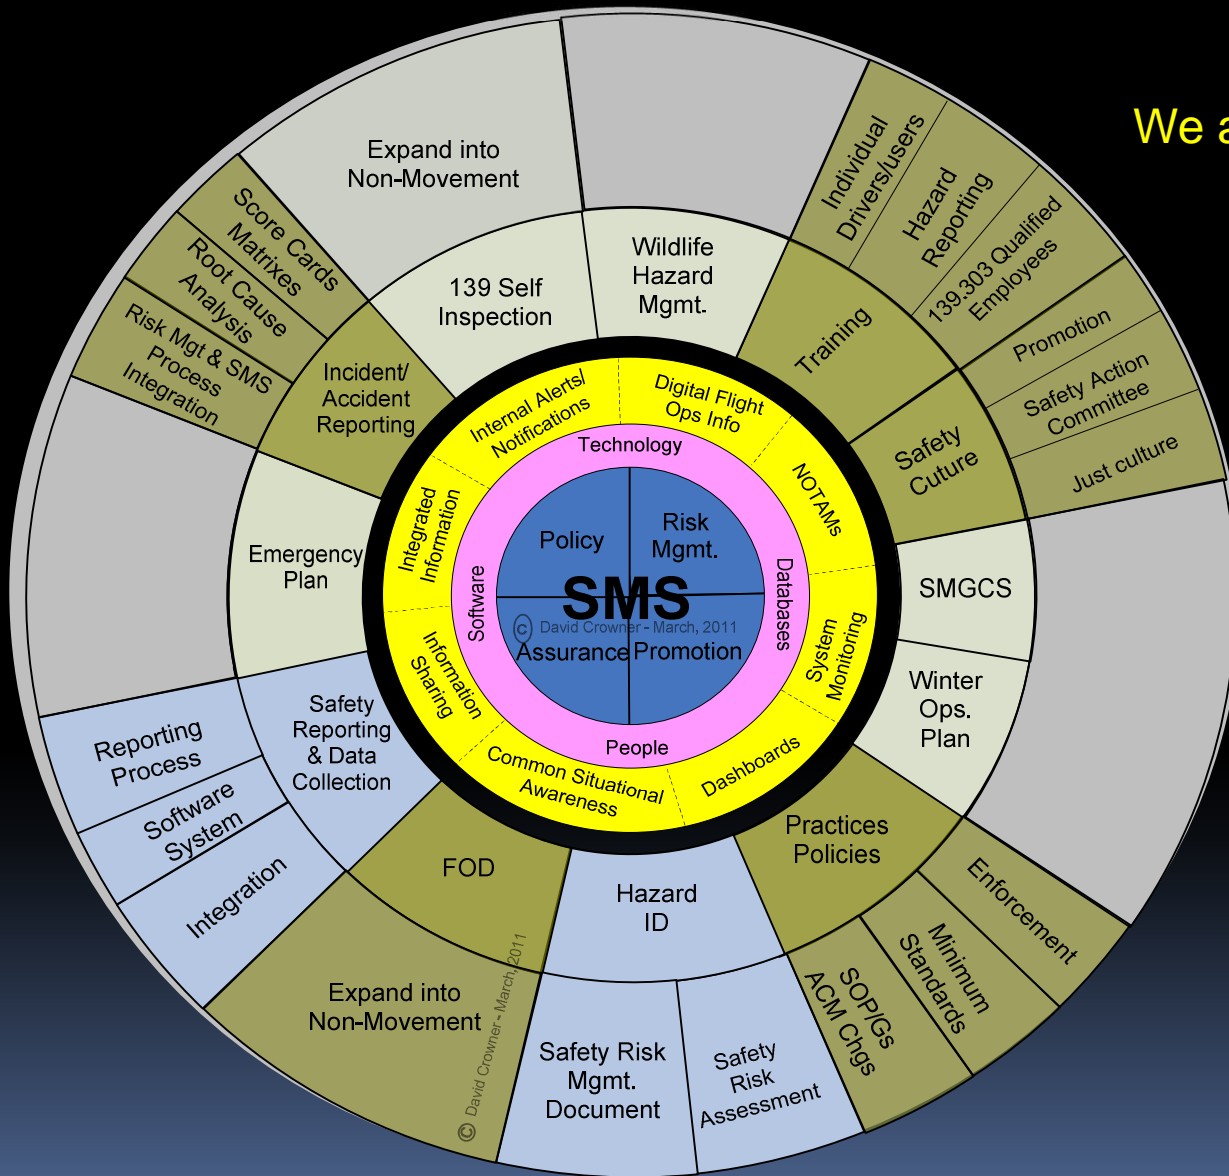 We a
Expand into
Non-Movement
Individual
Drivers/users
Hazard
Reporting
139.303 Qualified
Employees
Promotion
Safety Action
Committee
Just culture
Score Cards
Matrixes
Root Cause
Analysis
Risk Mgt & SMS
Process
Integration
139 Self
Inspection
Wildlife
Hazard
Mgmt.
Training
Safety
Cuture
Incident/
Accident
Reporting
Emergency
Plan
SMGCS
Winter
Ops.
Plan
Internal Alerts/
Notifications
Digital Flight
Ops Info
NOTAMs
System
Monitoring
Dashboards
Common Situational
Awareness
Information
Sharing
Integrated
Information
Technology
Databases
People
Software
Policy
Risk
Mgmt.
SMS
© David Crowner - March, 2011
Assurance
Promotion
Safety
Reporting
& Data
Collection
Reporting
Process
Software
System
Integration
FOD
Expand into
Non-Movement
© David Crowner - March, 2011
Hazard
ID
Safety Risk
Mgmt.
Document
Safety
Risk
Assessment
Practices
Policies
SOP/Gs
ACM Chgs
Minimum
Standards
Enforcement